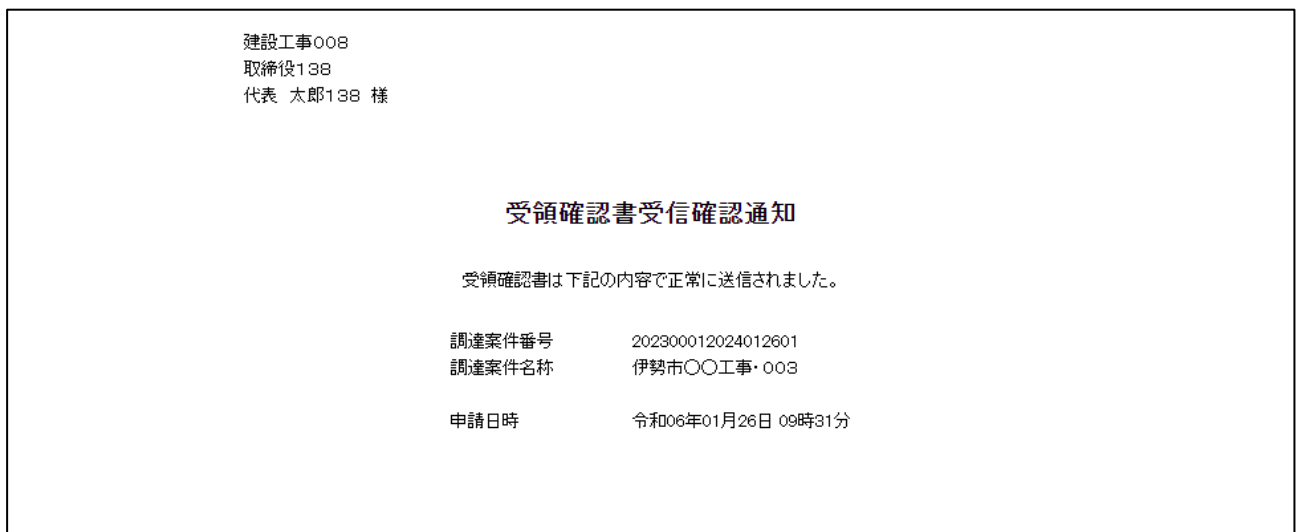 建設工事008
取締役138
代表 太郎138 様
受領確認書受信確認通知
受領確認書は下記の内容で正常に送信されました。
調達案件番号 202300012024012601
調達案件名称 伊勢市〇〇工事・003
申請日時 令和06年01月26日 09時31分